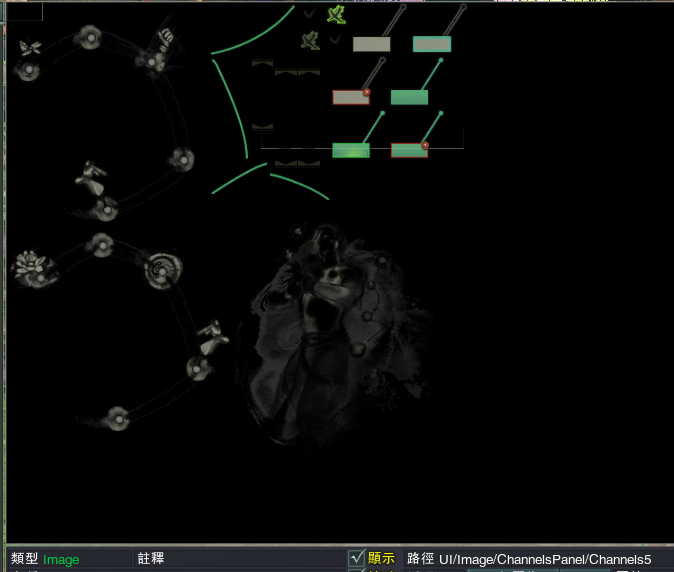 類型 Image 註釋 顯示 路徑 UI/Image/ChannelsPanel/Channels5